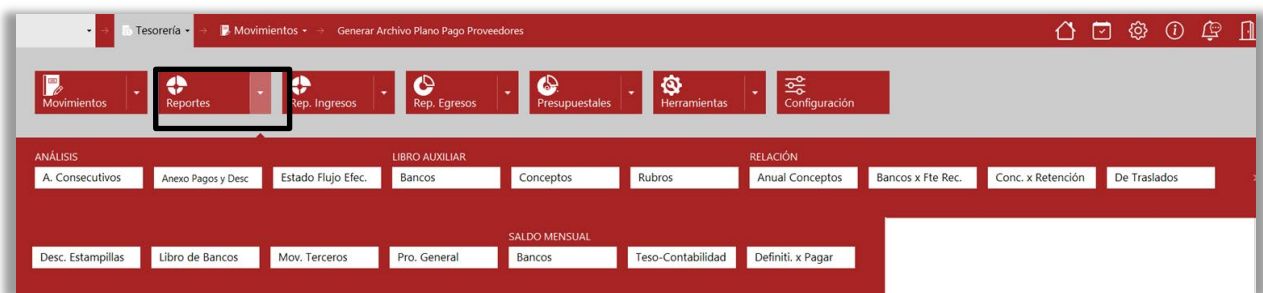 Tesorería Movimientos Generar Archivo Plano Pago Proveedores
Movimientos Reportes Rep. Ingresos Rep. Egresos Presupuestales Herramientas Configuración
ANÁLISIS LIBRO AUXILIAR RELACIÓN
A. Consecutivos Anexo Pagos y Desc Estado Flujo Efec. Bancos Conceptos Rubros Anual Conceptos Bancos x Fte Rec. Conc. x Retención De Traslados
SALDO MENSUAL
Desc. Estampillas Libro de Bancos Mov. Terceros Pro. General Bancos Teso-Contabilidad Definiti. x Pagar